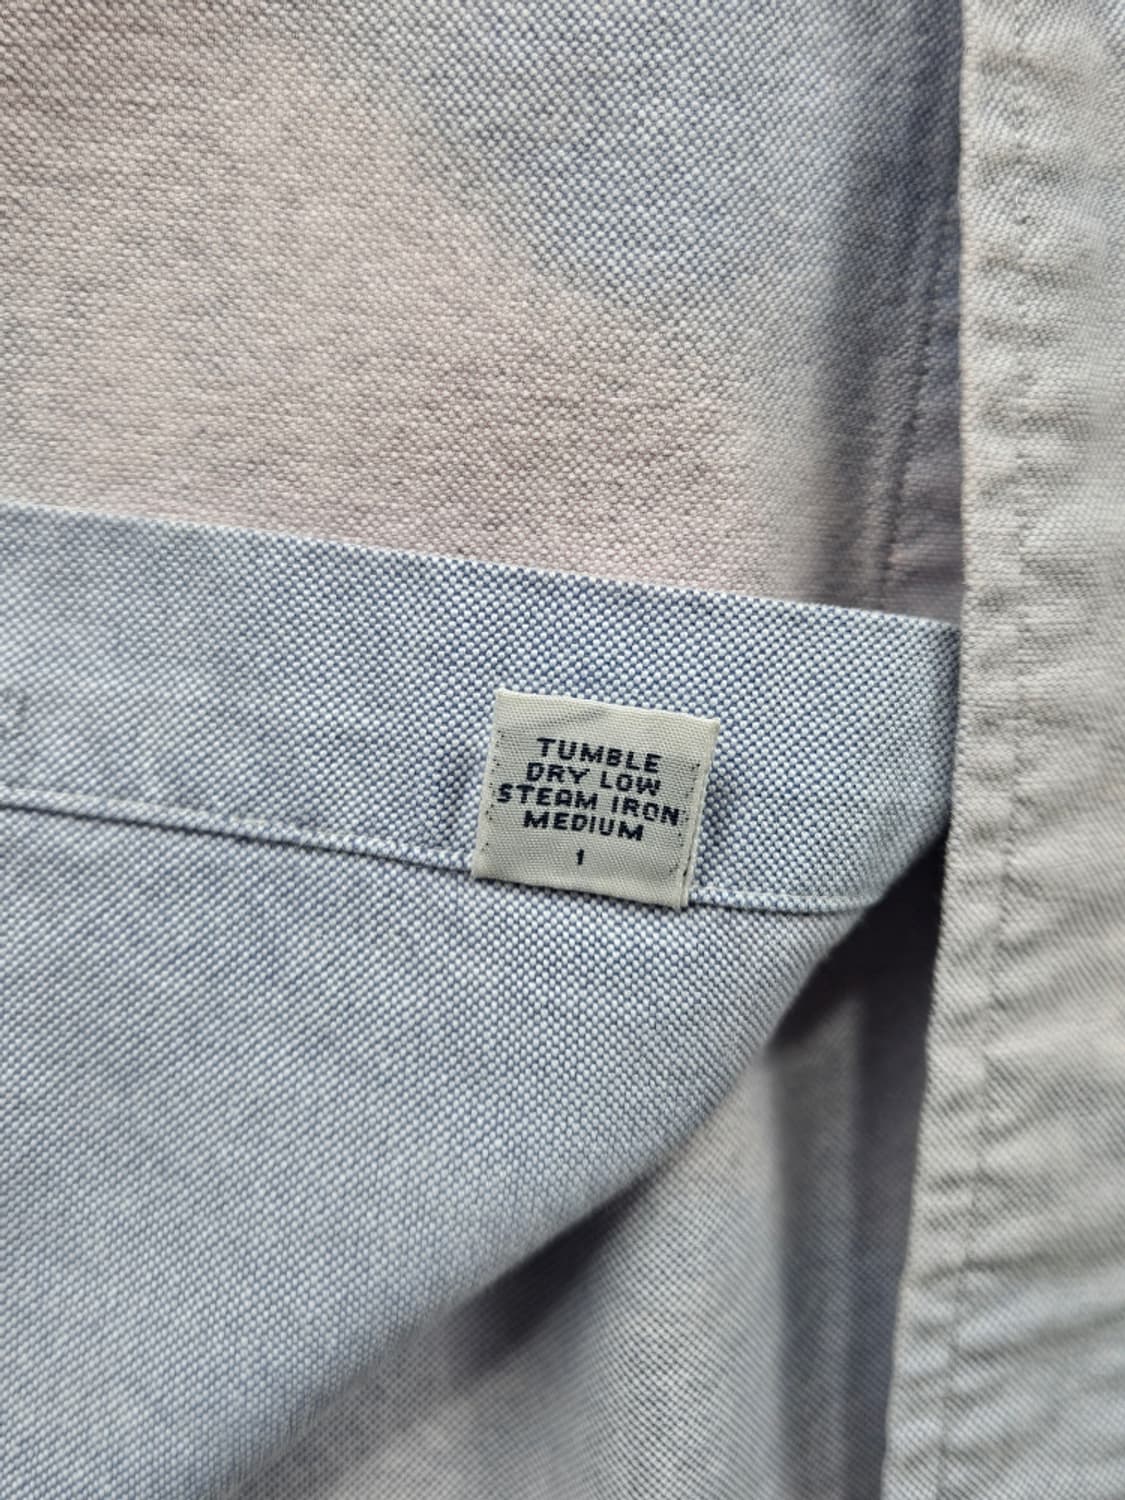 TUMBLE
DRY LOW
STEAM IRON
MEDIUM
1